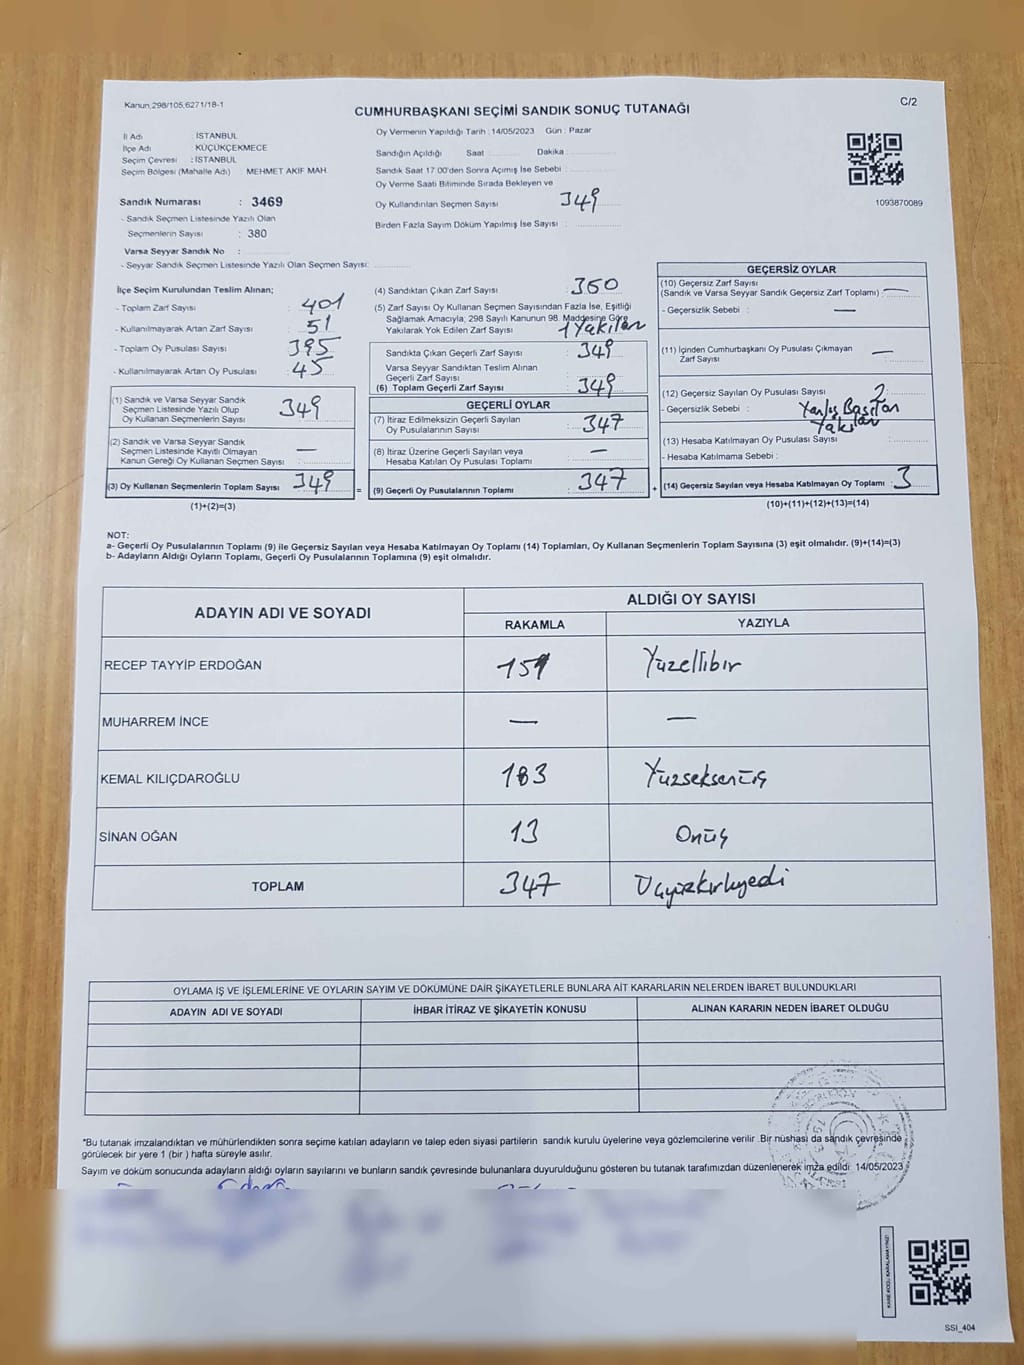 Kanun,298/105,6271/18-1
C/2
CUMHURBAŞKANI SEÇİMİ SANDIK SONUÇ TUTANAĞI
İl Adı : İSTANBUL
İlçe Adı : KÜÇÜKÇEKMECE
Seçim Çevresi : İSTANBUL
Seçim Bölgesi (Mahalle Adı) : MEHMET AKİF MAH.
Sandık Numarası : 3469
- Sandık Seçmen Listesinde Yazılı Olan
Seçmenlerin Sayısı : 380
Varsa Seyyar Sandık No :
- Seyyar Sandık Seçmen Listesinde Yazılı Olan Seçmen Sayısı:
Oy Vermenin Yapıldığı Tarih : 14/05/2023 Gün : Pazar
Sandığın Açıldığı Saat Dakika
Sandık Saat 17.00'den Sonra Açımış İse Sebebi :
Oy Verme Saati Bitiminde Sırada Bekleyen ve
Oy Kullandırılan Seçmen Sayısı : 349
Birden Fazla Sayım Döküm Yapılmış İse Sayısı :
1093870089
İlçe Seçim Kurulundan Teslim Alınan;
- Toplam Zarf Sayısı : 401
- Kullanılmayarak Artan Zarf Sayısı : 51
- Toplam Oy Pusulası Sayısı : 395
- Kullanılmayarak Artan Oy Pusulası : 45
(1) Sandık ve Varsa Seyyar Sandık
Seçmen Listesinde Yazılı Olup
Oy Kullanan Seçmenlerin Sayısı : 349
(2) Sandık ve Varsa Seyyar Sandık
Seçmen Listesinde Kayıtlı Olmayan
Kanun Gereği Oy Kullanan Seçmen Sayısı : —
(3) Oy Kullanan Seçmenlerin Toplam Sayısı : 349
(1)+(2)=(3)
=
(4) Sandıktan Çıkan Zarf Sayısı : 350
(5) Zarf Sayısı Oy Kullanan Seçmen Sayısından Fazla İse, Eşitliği
Sağlamak Amacıyla; 298 Sayılı Kanunun 98. Maddesine Göre
Yakılarak Yok Edilen Zarf Sayısı : 1 Yakılan
Sandıkta Çıkan Geçerli Zarf Sayısı : 349
Varsa Seyyar Sandıktan Teslim Alınan
Geçerli Zarf Sayısı :
(6) Toplam Geçerli Zarf Sayısı : 349
GEÇERLİ OYLAR
(7) İtiraz Edilmeksizin Geçerli Sayılan
Oy Pusulalarının Sayısı : 347
(8) İtiraz Üzerine Geçerli Sayılan veya
Hesaba Katılan Oy Pusulası Toplamı : —
(9) Geçerli Oy Pusulalarının Toplamı : 347
+
GEÇERSİZ OYLAR
(10) Geçersiz Zarf Sayısı
(Sandık ve Varsa Seyyar Sandık Geçersiz Zarf Toplamı) : —
- Geçersizlik Sebebi : —
(11) İçinden Cumhurbaşkanı Oy Pusulası Çıkmayan
Zarf Sayısı : —
(12) Geçersiz Sayılan Oy Pusulası Sayısı : 2
- Geçersizlik Sebebi : Yanlış Basılan
Yakılan
(13) Hesaba Katılmayan Oy Pusulası Sayısı :
- Hesaba Katılmama Sebebi :
(14) Geçersiz Sayılan veya Hesaba Katılmayan Oy Toplamı : 3
(10)+(11)+(12)+(13)=(14)
NOT:
a- Geçerli Oy Pusulalarının Toplamı (9) ile Geçersiz Sayılan veya Hesaba Katılmayan Oy Toplamı (14) Toplamları, Oy Kullanan Seçmenlerin Toplam Sayısına (3) eşit olmalıdır. (9)+(14)=(3)
b- Adayların Aldığı Oyların Toplamı, Geçerli Oy Pusulalarının Toplamına (9) eşit olmalıdır.
ADAYIN ADI VE SOYADI
ALDIĞI OY SAYISI
RAKAMLA YAZIYLA
RECEP TAYYİP ERDOĞAN 151 Yüzellibir
MUHARREM İNCE — —
KEMAL KILIÇDAROĞLU 183 Yüzseksenüç
SİNAN OĞAN 13 Onüç
TOPLAM 347 Üçyüzkırkyedi
OYLAMA İŞ VE İŞLEMLERİNE VE OYLARIN SAYIM VE DÖKÜMÜNE DAİR ŞİKAYETLERLE BUNLARA AİT KARARLARIN NELERDEN İBARET BULUNDUKLARI
ADAYIN ADI VE SOYADI İHBAR İTİRAZ VE ŞİKAYETİN KONUSU ALINAN KARARIN NEDEN İBARET OLDUĞU
*Bu tutanak imzalandıktan ve mühürlendikten sonra seçime katılan adayların ve talep eden siyasi partilerin sandık kurulu üyelerine veya gözlemcilerine verilir .Bir nüshası da sandık çevresinde
görülecek bir yere 1 (bir ) hafta süreyle asılır.
Sayım ve döküm sonucunda adayların aldığı oyların sayılarını ve bunların sandık çevresinde bulunanlara duyurulduğunu gösteren bu tutanak tarafımızdan düzenlenerek imza edildi. 14/05/2023
KARE KODU KARALAMAYINIZ!
SSI_404